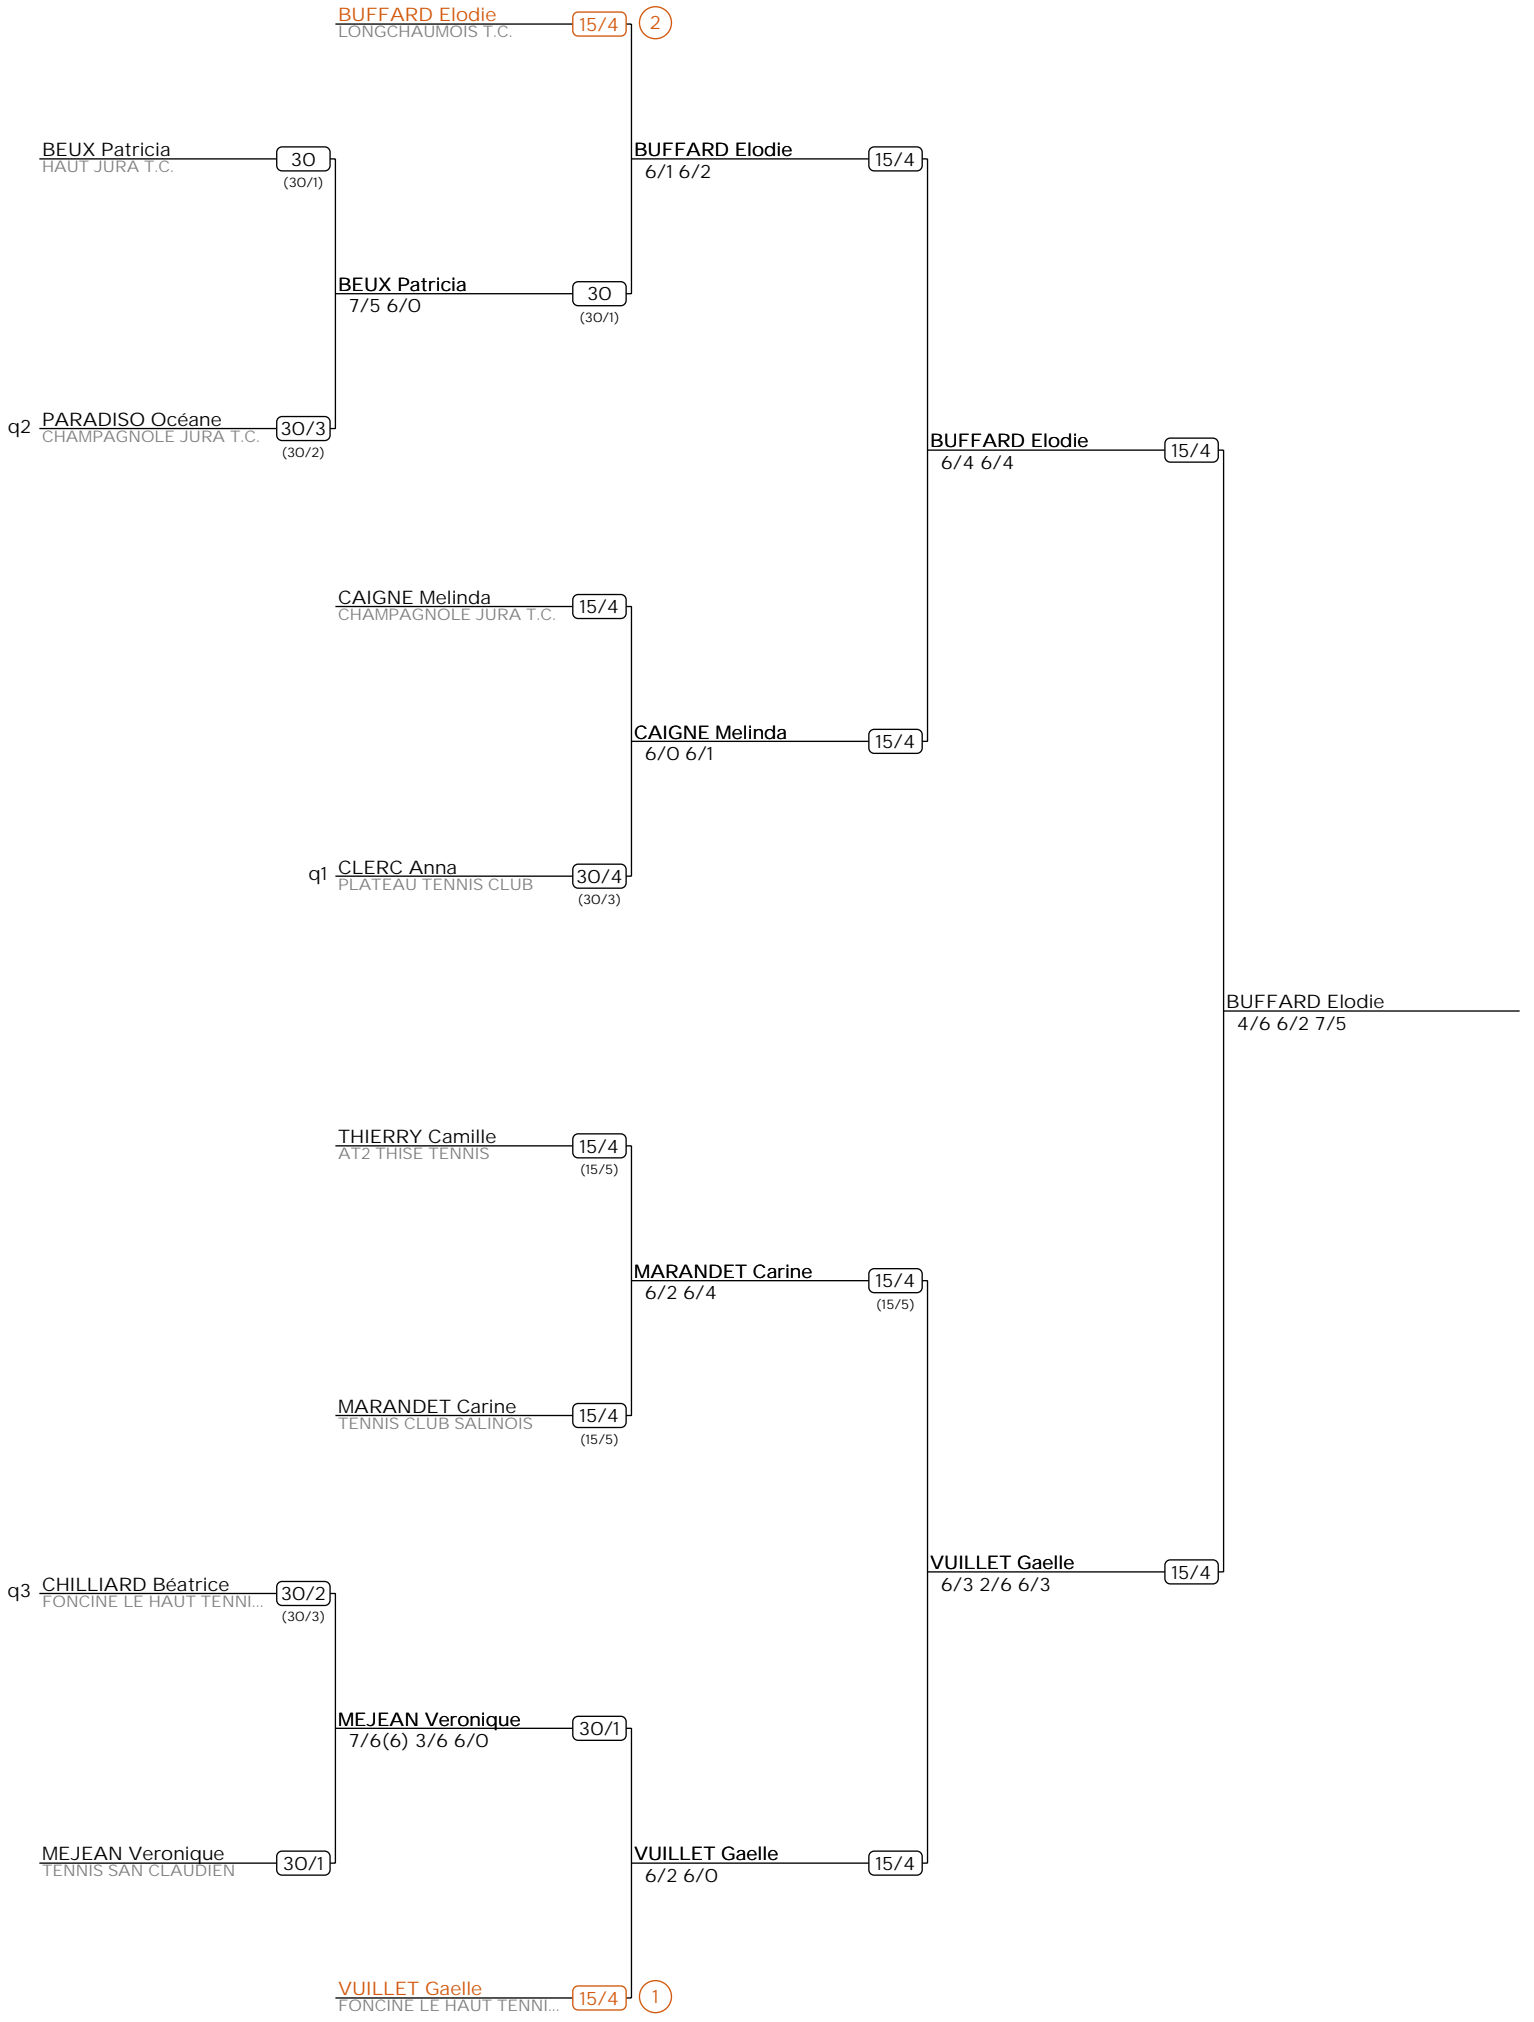 BUFFARD Elodie
LONGCHAUMOIS T.C.
15/4
2
BEUX Patricia
HAUT JURA T.C.
30
(30/1)
BUFFARD Elodie
6/1 6/2
15/4
BEUX Patricia
7/5 6/0
30
(30/1)
q2
PARADISO Océane
CHAMPAGNOLE JURA T.C.
30/3
(30/2)
BUFFARD Elodie
6/4 6/4
15/4
CAIGNE Melinda
CHAMPAGNOLE JURA T.C.
15/4
CAIGNE Melinda
6/0 6/1
15/4
q1
CLERC Anna
PLATEAU TENNIS CLUB
30/4
(30/3)
BUFFARD Elodie
4/6 6/2 7/5
THIERRY Camille
AT2 THISE TENNIS
15/4
(15/5)
MARANDET Carine
6/2 6/4
15/4
(15/5)
MARANDET Carine
TENNIS CLUB SALINOIS
15/4
(15/5)
VUILLET Gaelle
6/3 2/6 6/3
15/4
q3
CHILLIARD Béatrice
FONCINE LE HAUT TENNI...
30/2
(30/3)
MEJEAN Veronique
7/6(6) 3/6 6/0
30/1
MEJEAN Veronique
TENNIS SAN CLAUDIEN
30/1
VUILLET Gaelle
6/2 6/0
15/4
VUILLET Gaelle
FONCINE LE HAUT TENNI...
15/4
1